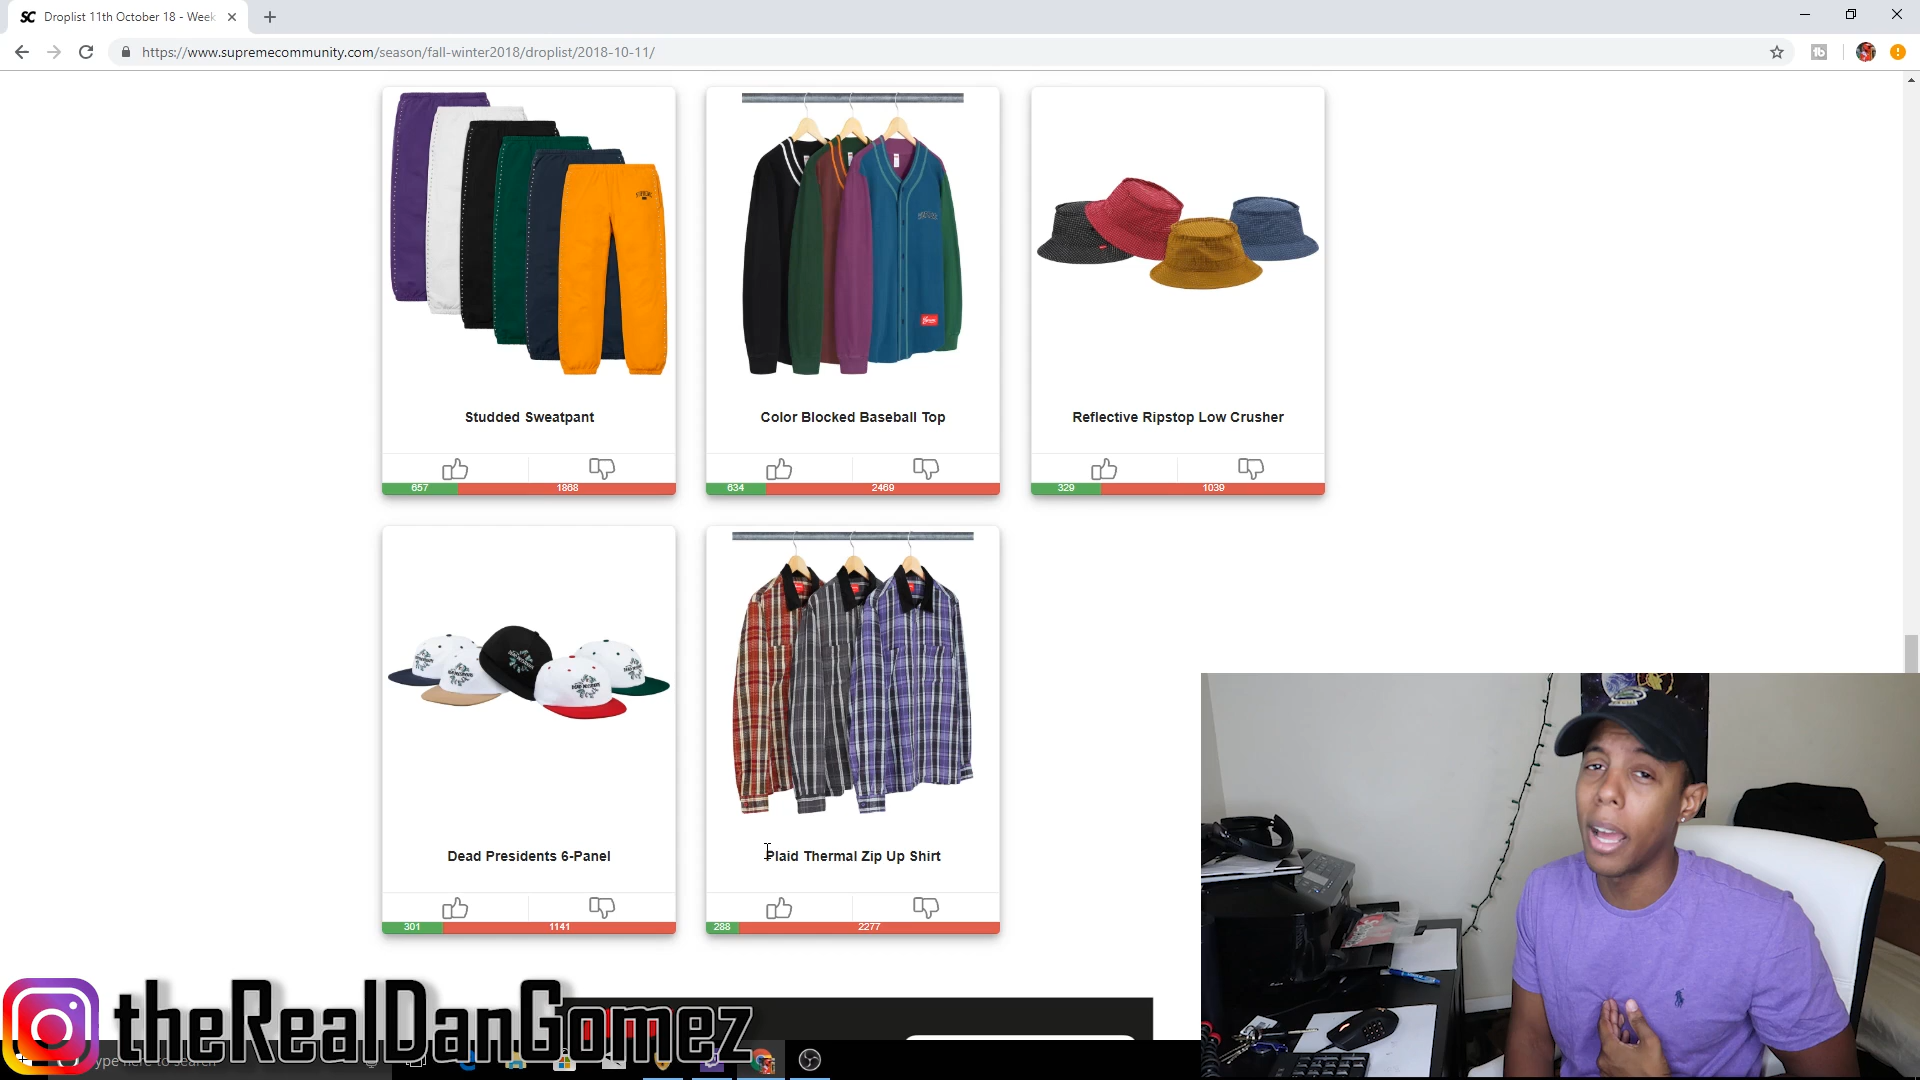 SC Droplist 11th October 18 - Week
https://www.supremecommunity.com/season/fall-winter2018/droplist/2018-10-11/
Studded Sweatpant
Color Blocked Baseball Top
Reflective Ripstop Low Crusher
657 1868
634 2469
329 1039
Dead Presidents 6-Panel
Plaid Thermal Zip Up Shirt
301 1141
288 2277
theRealDanGomez
ype here to search